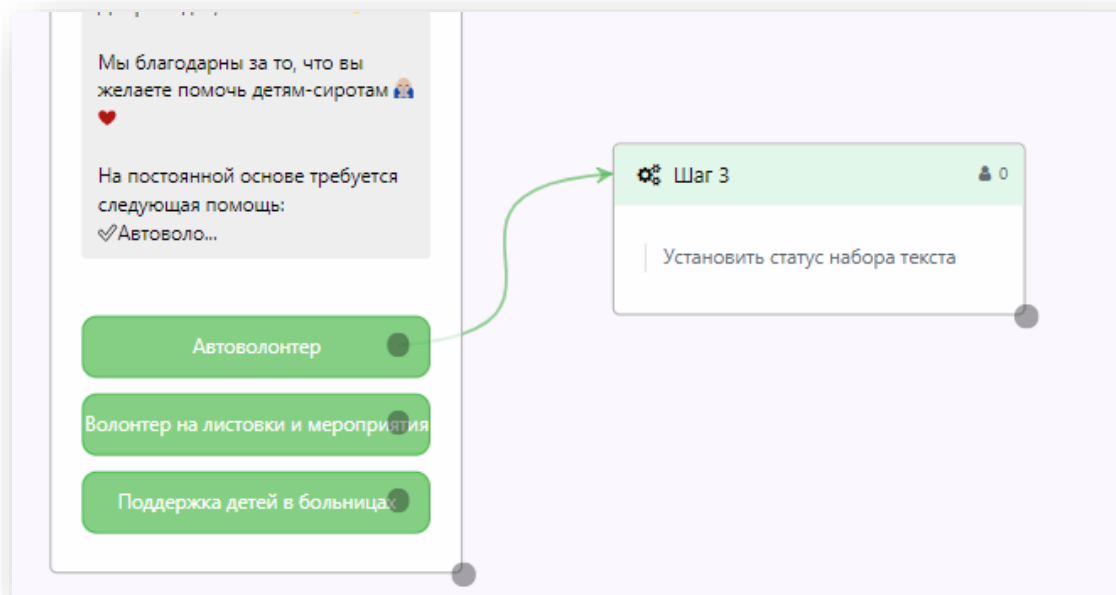 Мы благодарны за то, что вы
желаете помочь детям-сиротам
На постоянной основе требуется
следующая помощь:
✅Автоволо...
Автоволонтер
Волонтер на листовки и мероприятия
Поддержка детей в больницах
Шаг 3
0
Установить статус набора текста